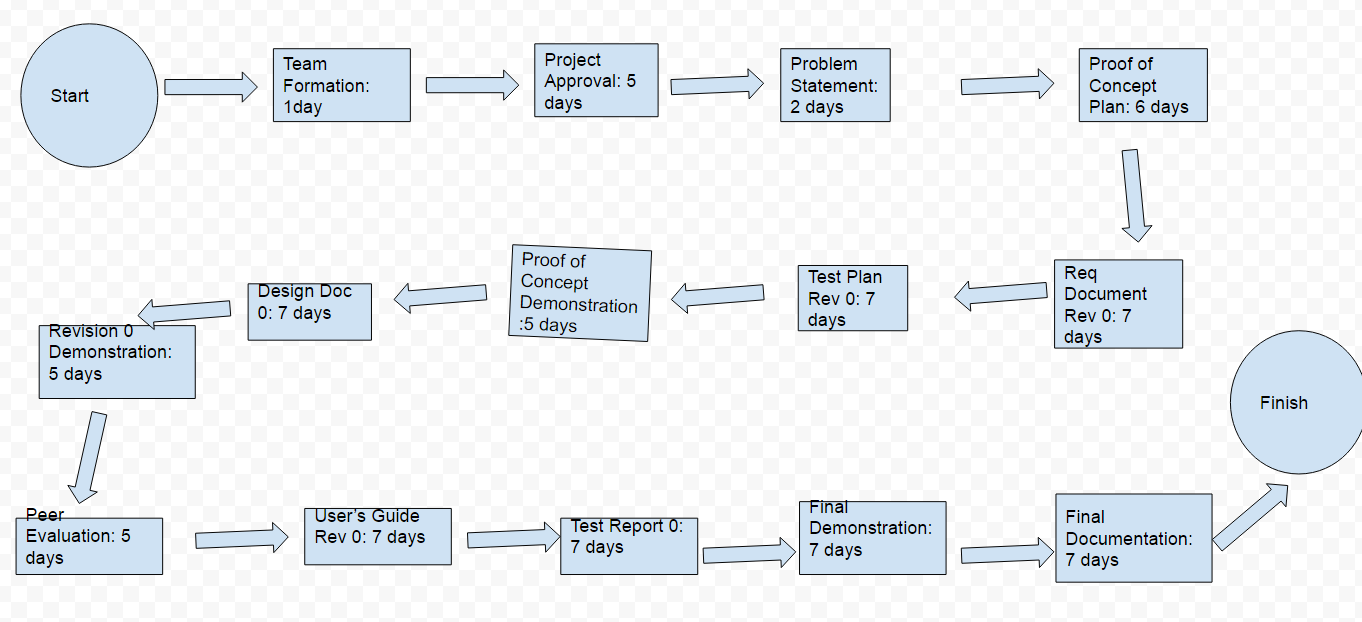 Start
Team
Formation:
1day
Project
Approval: 5
days
Problem
Statement:
2 days
Proof of
Concept
Plan: 6 days
Req
Document
Rev 0: 7
days
Test Plan
Rev 0: 7
days
Proof of
Concept
Demonstration
:5 days
Design Doc
0: 7 days
Revision 0
Demonstration:
5 days
Peer
Evaluation: 5
days
User's Guide
Rev 0: 7 days
Test Report 0:
7 days
Final
Demonstration:
7 days
Final
Documentation:
7 days
Finish